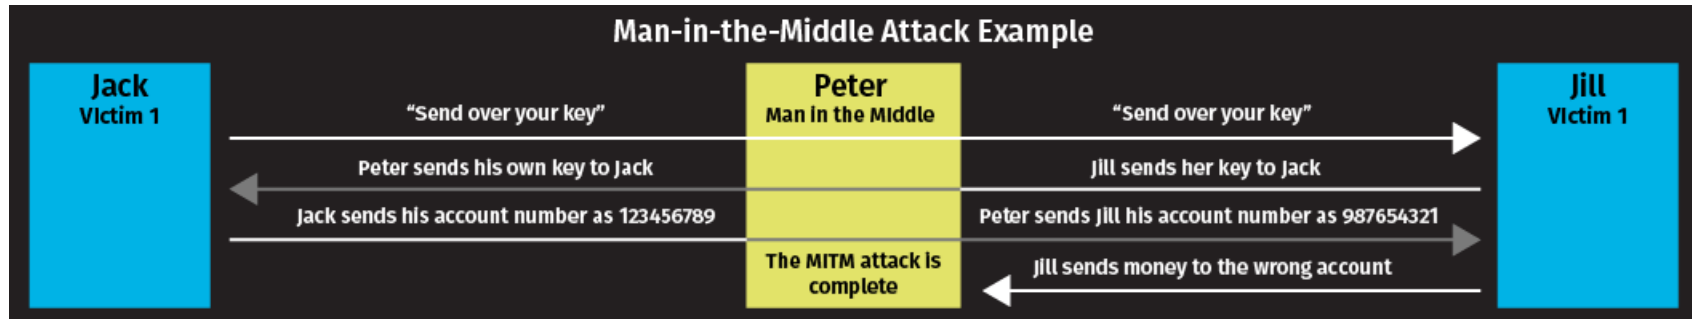 Man-in-the-Middle Attack Example
Jack
VIctim 1
Peter
Man in the MIddle
Jill
VIctim 1
“Send over your key”
“Send over your key”
Peter sends his own key to Jack
Jill sends her key to Jack
Jack sends his account number as 123456789
Peter sends Jill his account number as 987654321
The MITM attack is
complete
Jill sends money to the wrong account